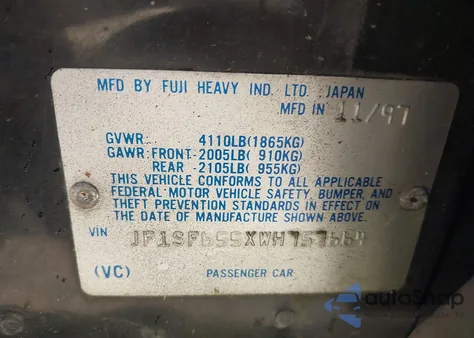 MFD BY FUJI HEAVY IND. LTD. JAPAN
MFD IN 11/97
GVWR 4110LB(1865KG)
GAWR:FRONT-2005LB( 910KG)
REAR -2105LB( 955KG)
THIS VEHICLE CONFORMS TO ALL APPLICABLE
FEDERAL MOTOR VEHICLE SAFETY, BUMPER, AND
THEFT PREVENTION STANDARDS IN EFFECT ON
THE DATE OF MANUFACTURE SHOWN ABOVE.
VIN
(VC) PASSENGER CAR
autoSnap